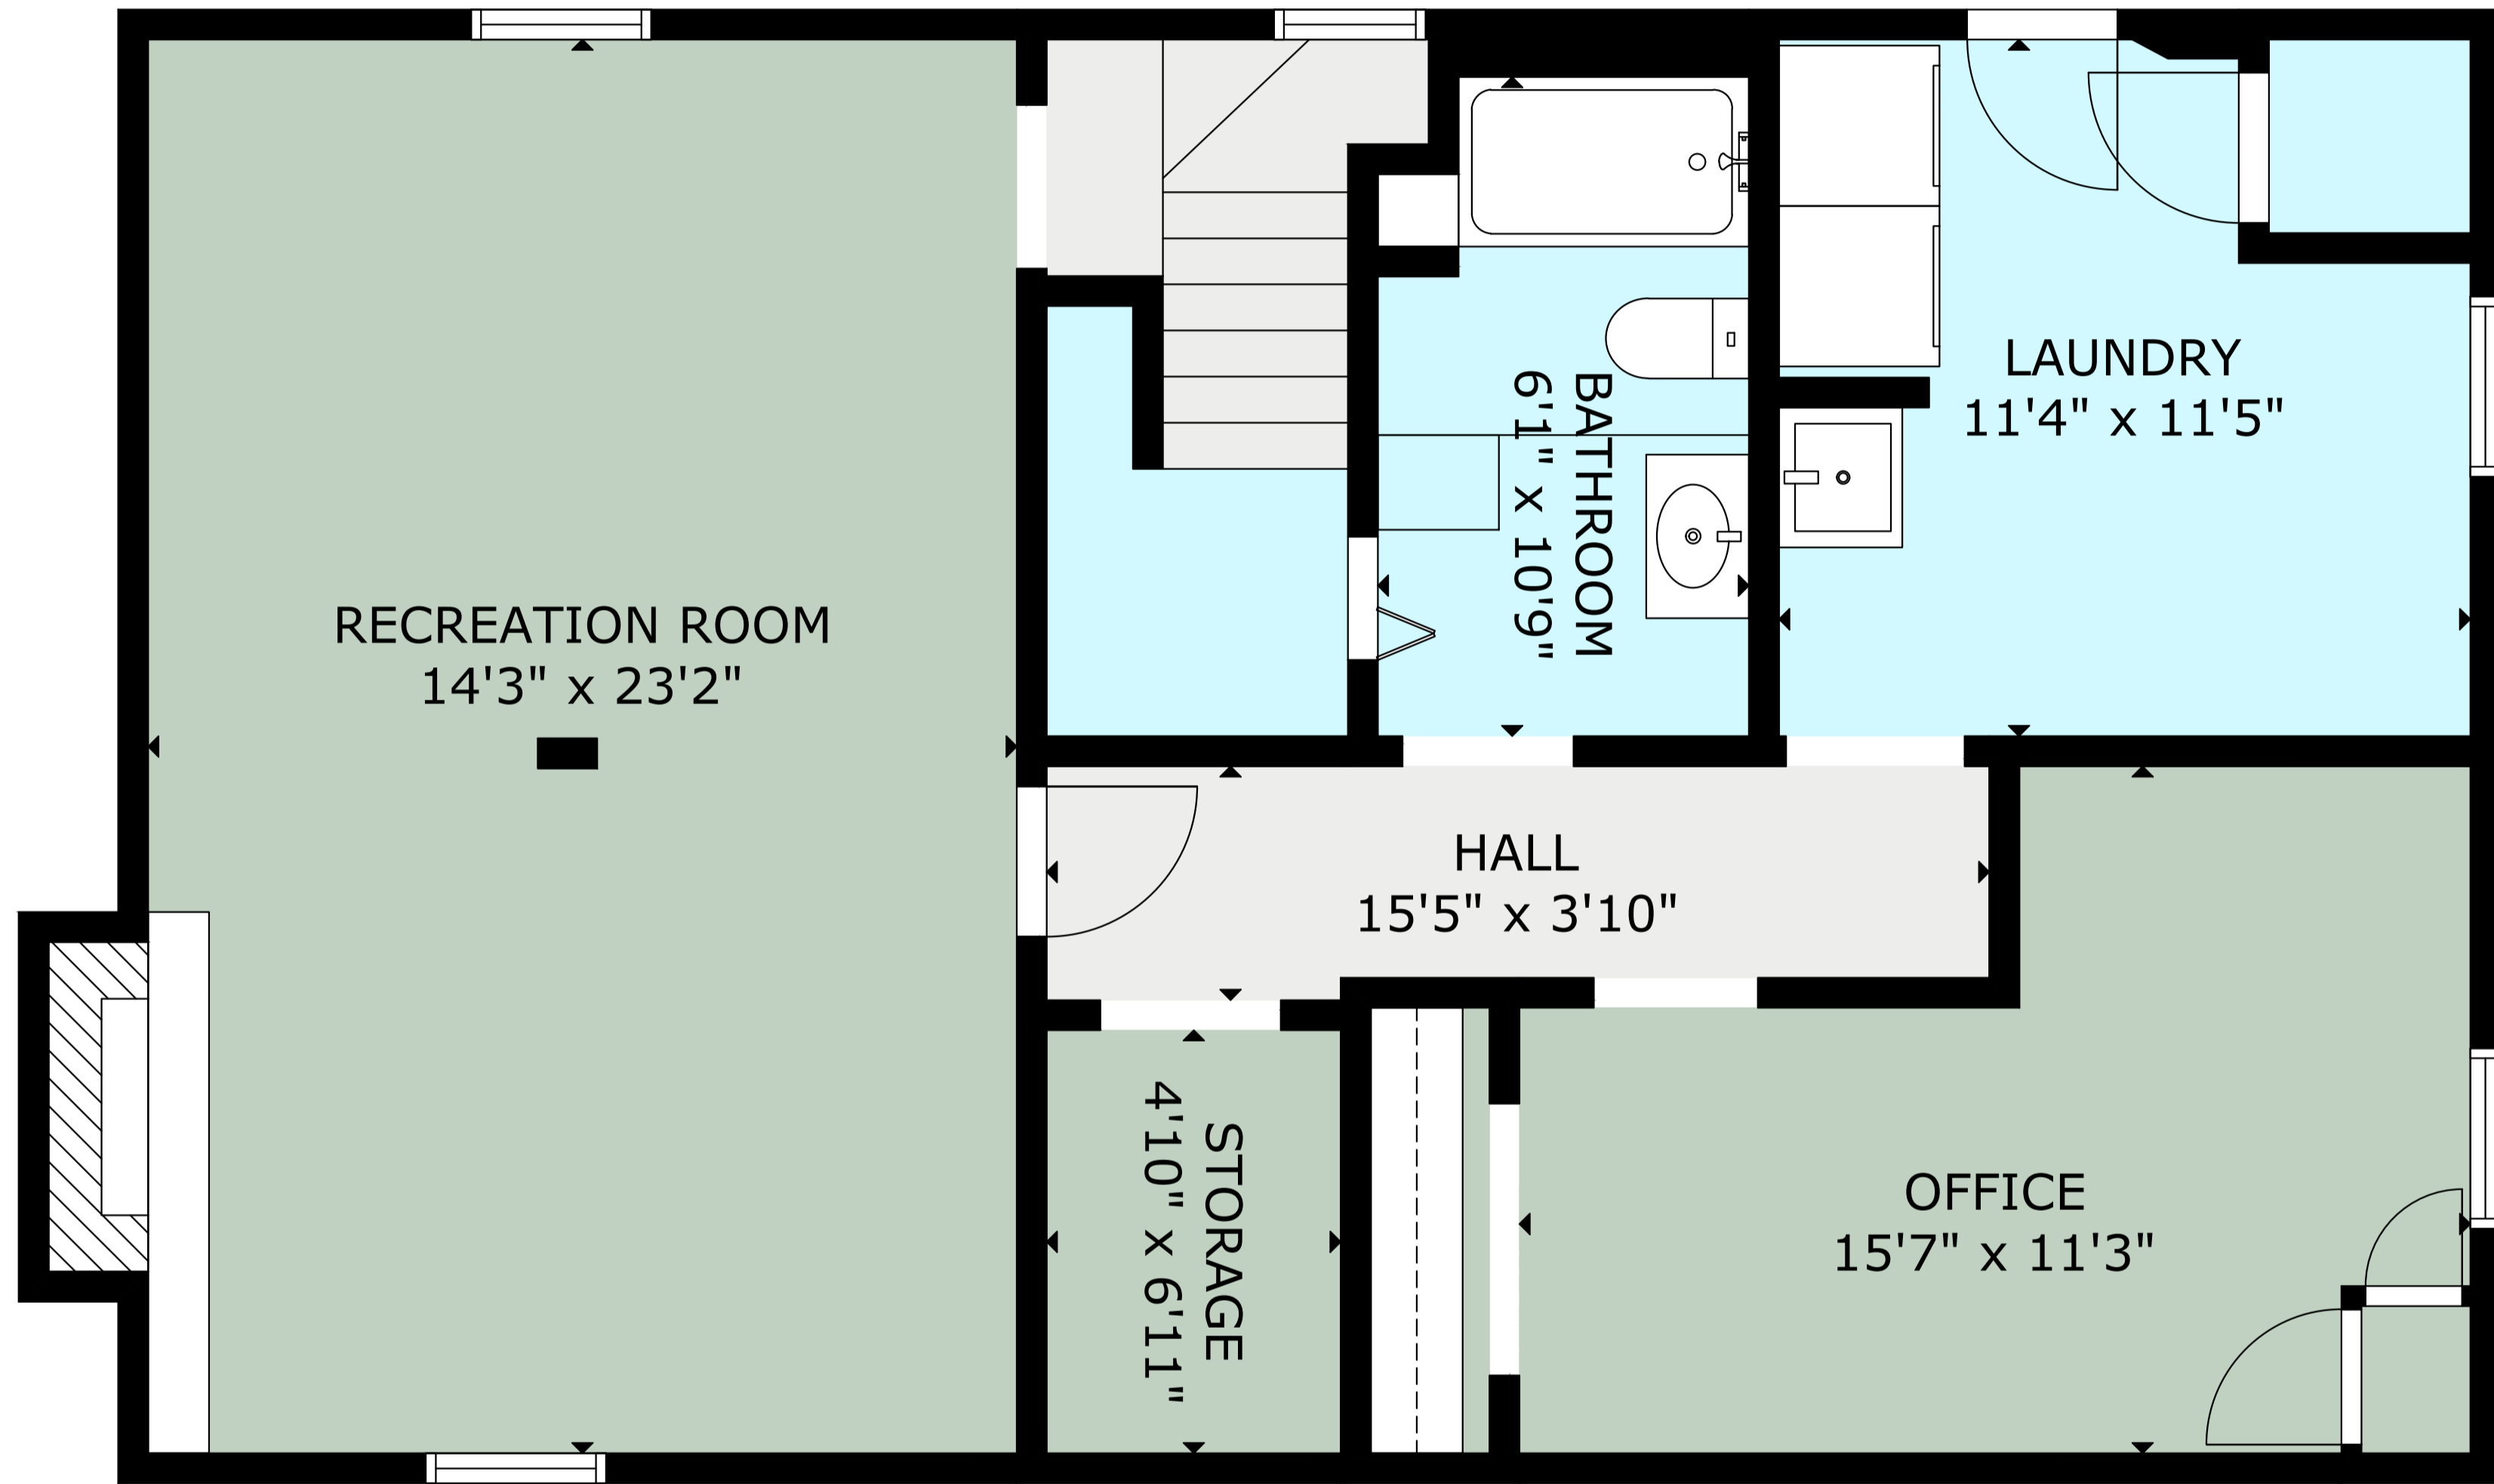 RECREATION ROOM
14'3" x 23'2"
BATHROOM
6'1" x 10'9"
LAUNDRY
11'4" x 11'5"
HALL
15'5" x 3'10"
STORAGE
4'10" x 6'11"
OFFICE
15'7" x 11'3"